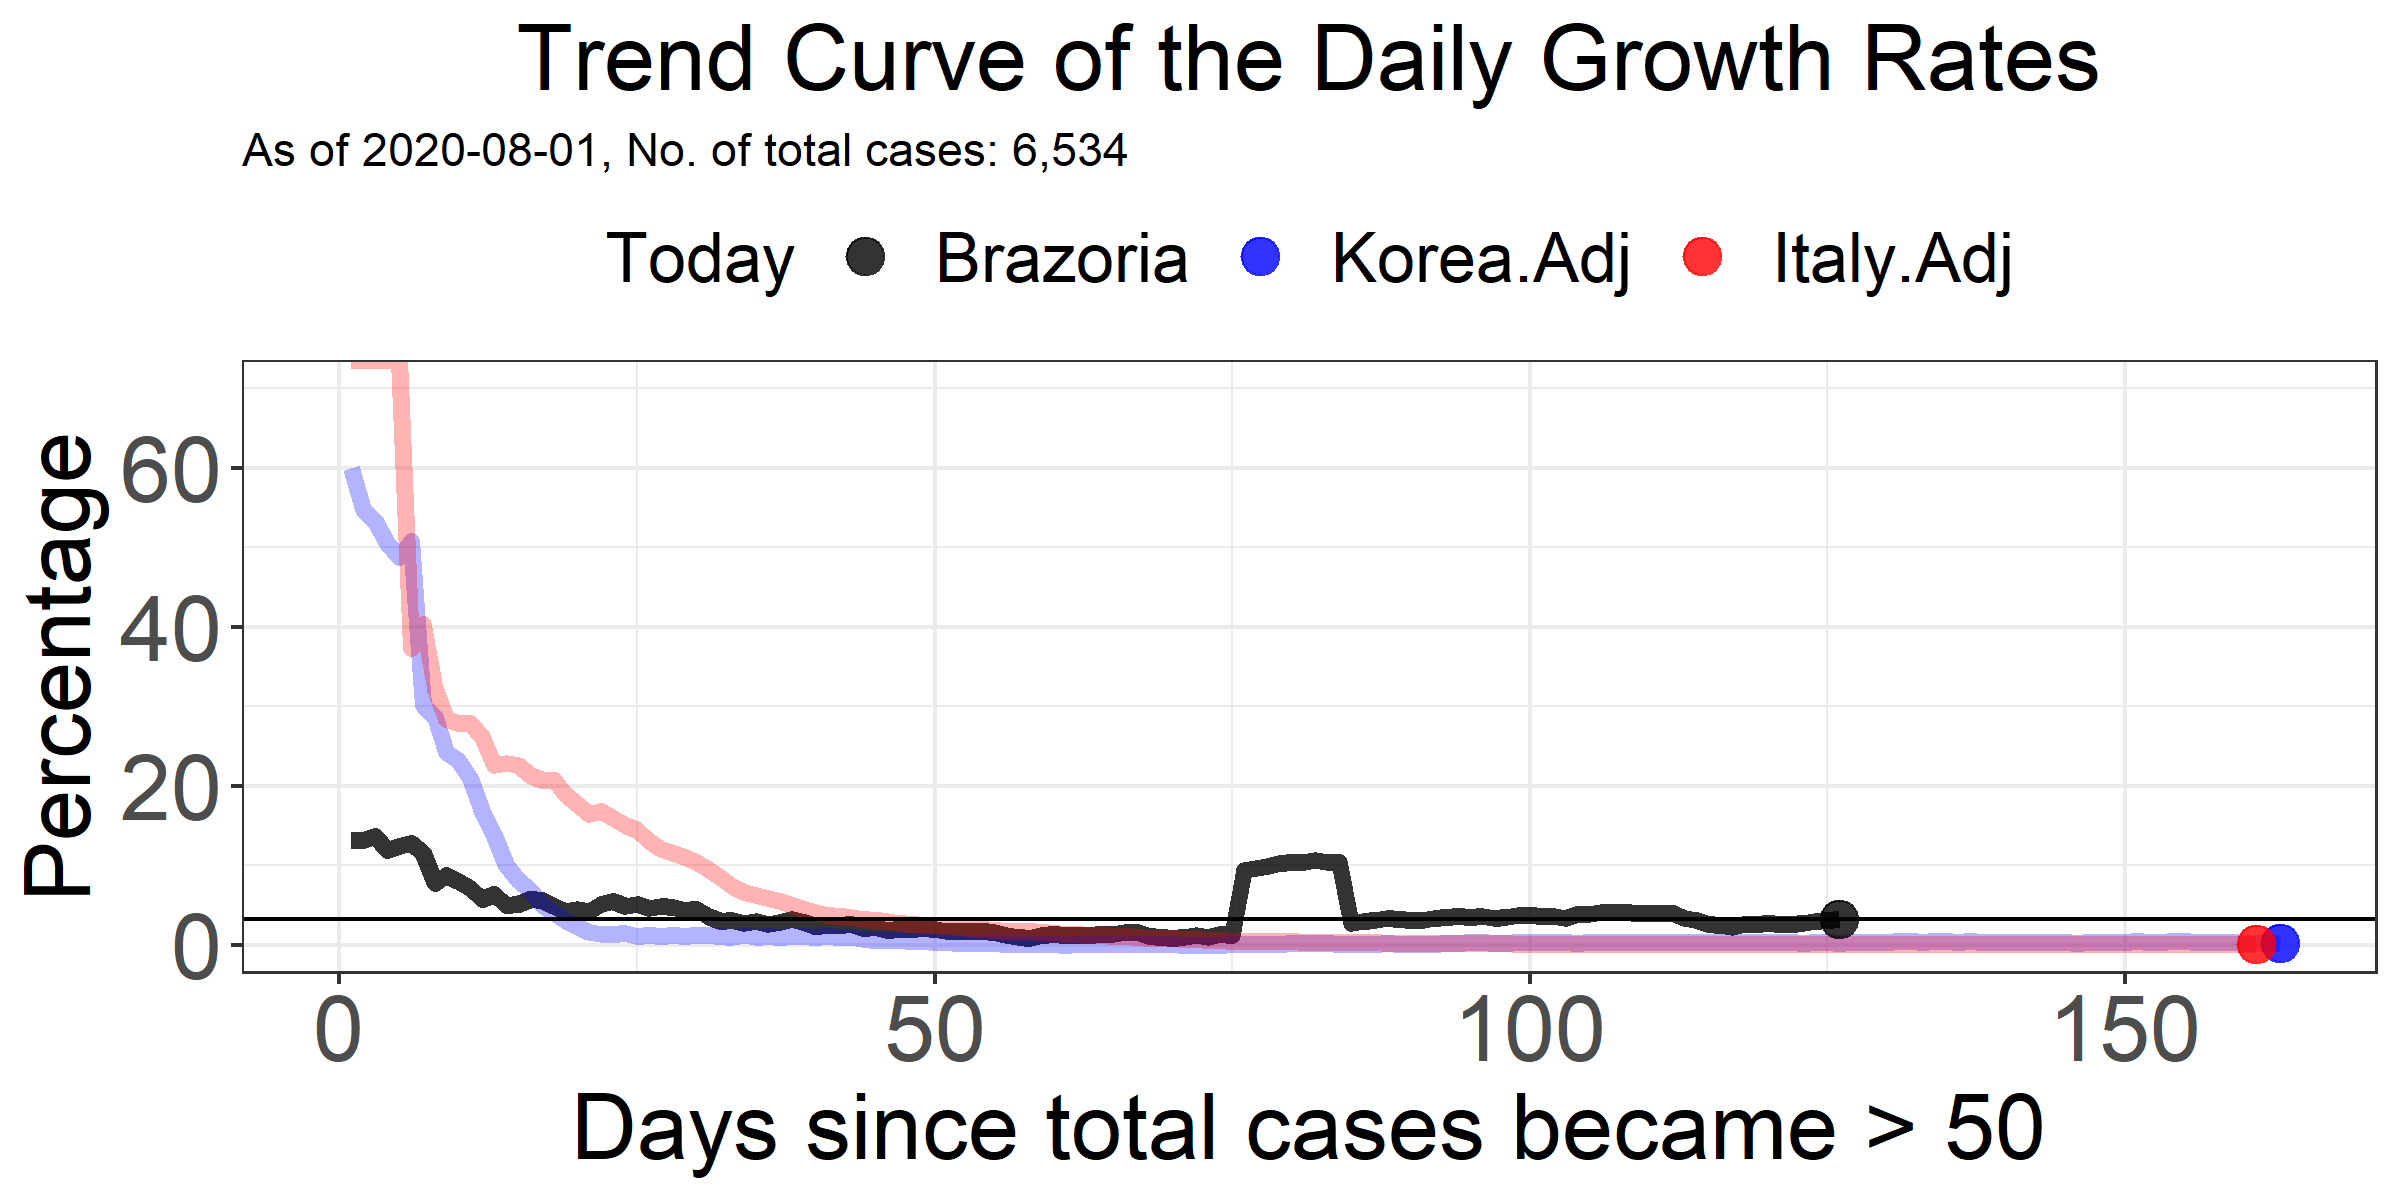 Trend Curve of the Daily Growth Rates
As of 2020-08-01, No. of total cases: 6,534
Today Brazoria Korea.Adj Italy.Adj
Percentage
60
40
20
0
0 50 100 150
Days since total cases became > 50